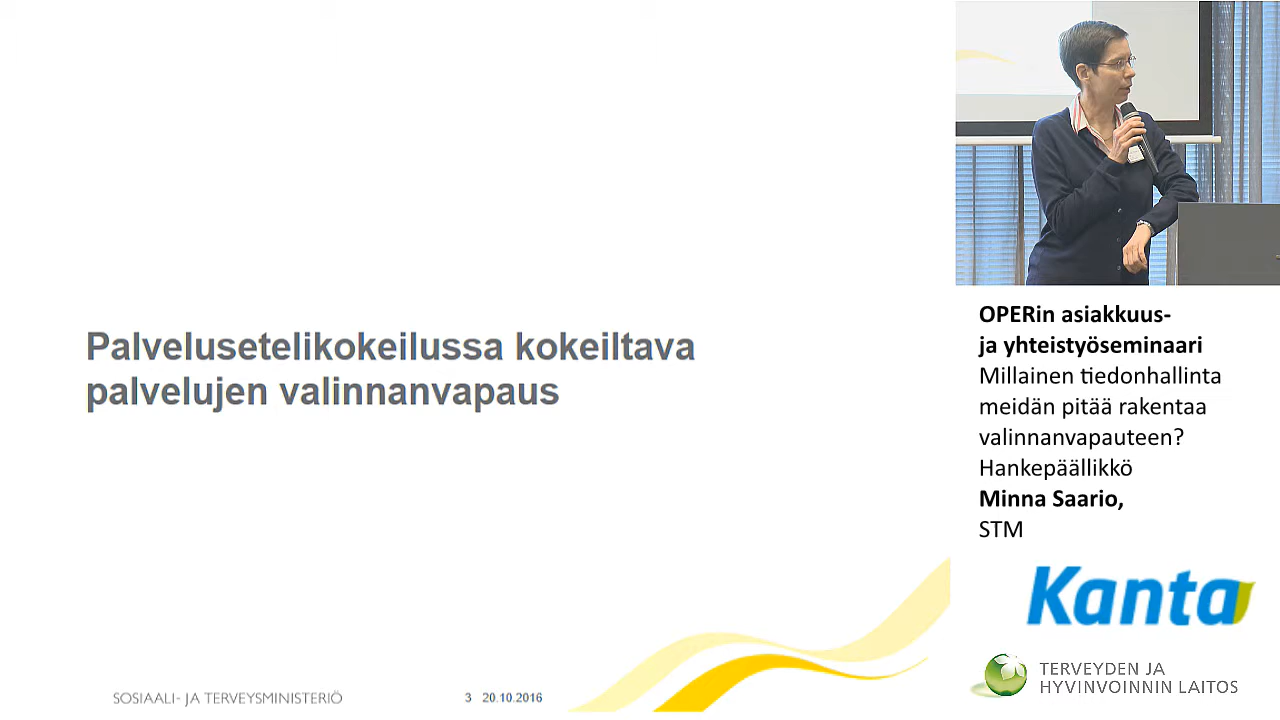 Palvelusetelikokeilussa kokeiltava
palvelujen valinnanvapaus
SOSIAALI- JA TERVEYSMINISTERIÖ
3 20.10.2016
OPERin asiakkuus-
ja yhteistyöseminaari
Millainen tiedonhallinta
meidän pitää rakentaa
valinnanvapauteen?
Hankepäällikkö
Minna Saario,
STM
Kanta
TERVEYDEN JA
HYVINVOINNIN LAITOS